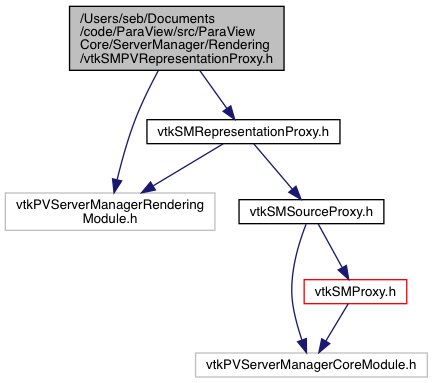 /Users/seb/Documents
/code/ParaView/src/ParaView
Core/ServerManager/Rendering
/vtkSMPVRepresentationProxy.h
vtkSMRepresentationProxy.h
vtkPVServerManagerRendering
Module.h
vtkSMSourceProxy.h
vtkSMProxy.h
vtkPVServerManagerCoreModule.h